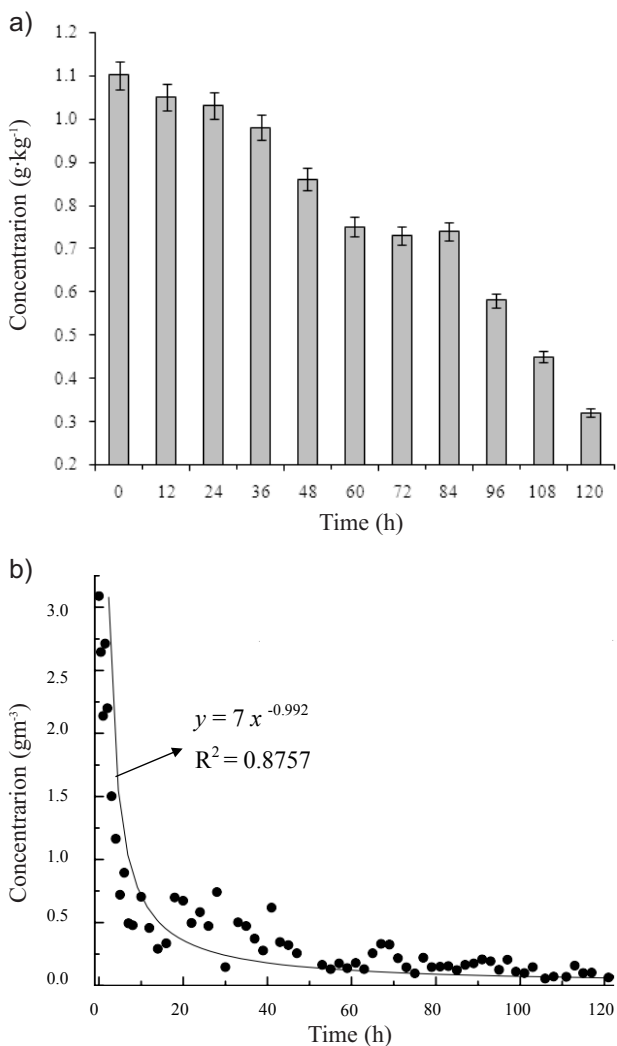 a)
Concentrarion (g·kg⁻¹)
1.2
1.1
1.0
0.9
0.8
0.7
0.6
0.5
0.4
0.3
0.2
0 12 24 36 48 60 72 84 96 108 120
Time (h)
b)
Concentrarion (gm⁻³)
3.0
2.5
2.5
1.5
1.0
0.5
0.0
y = 7 x ⁻⁰·⁹⁹²
R² = 0.8757
0 20 40 60 80 100 120
Time (h)